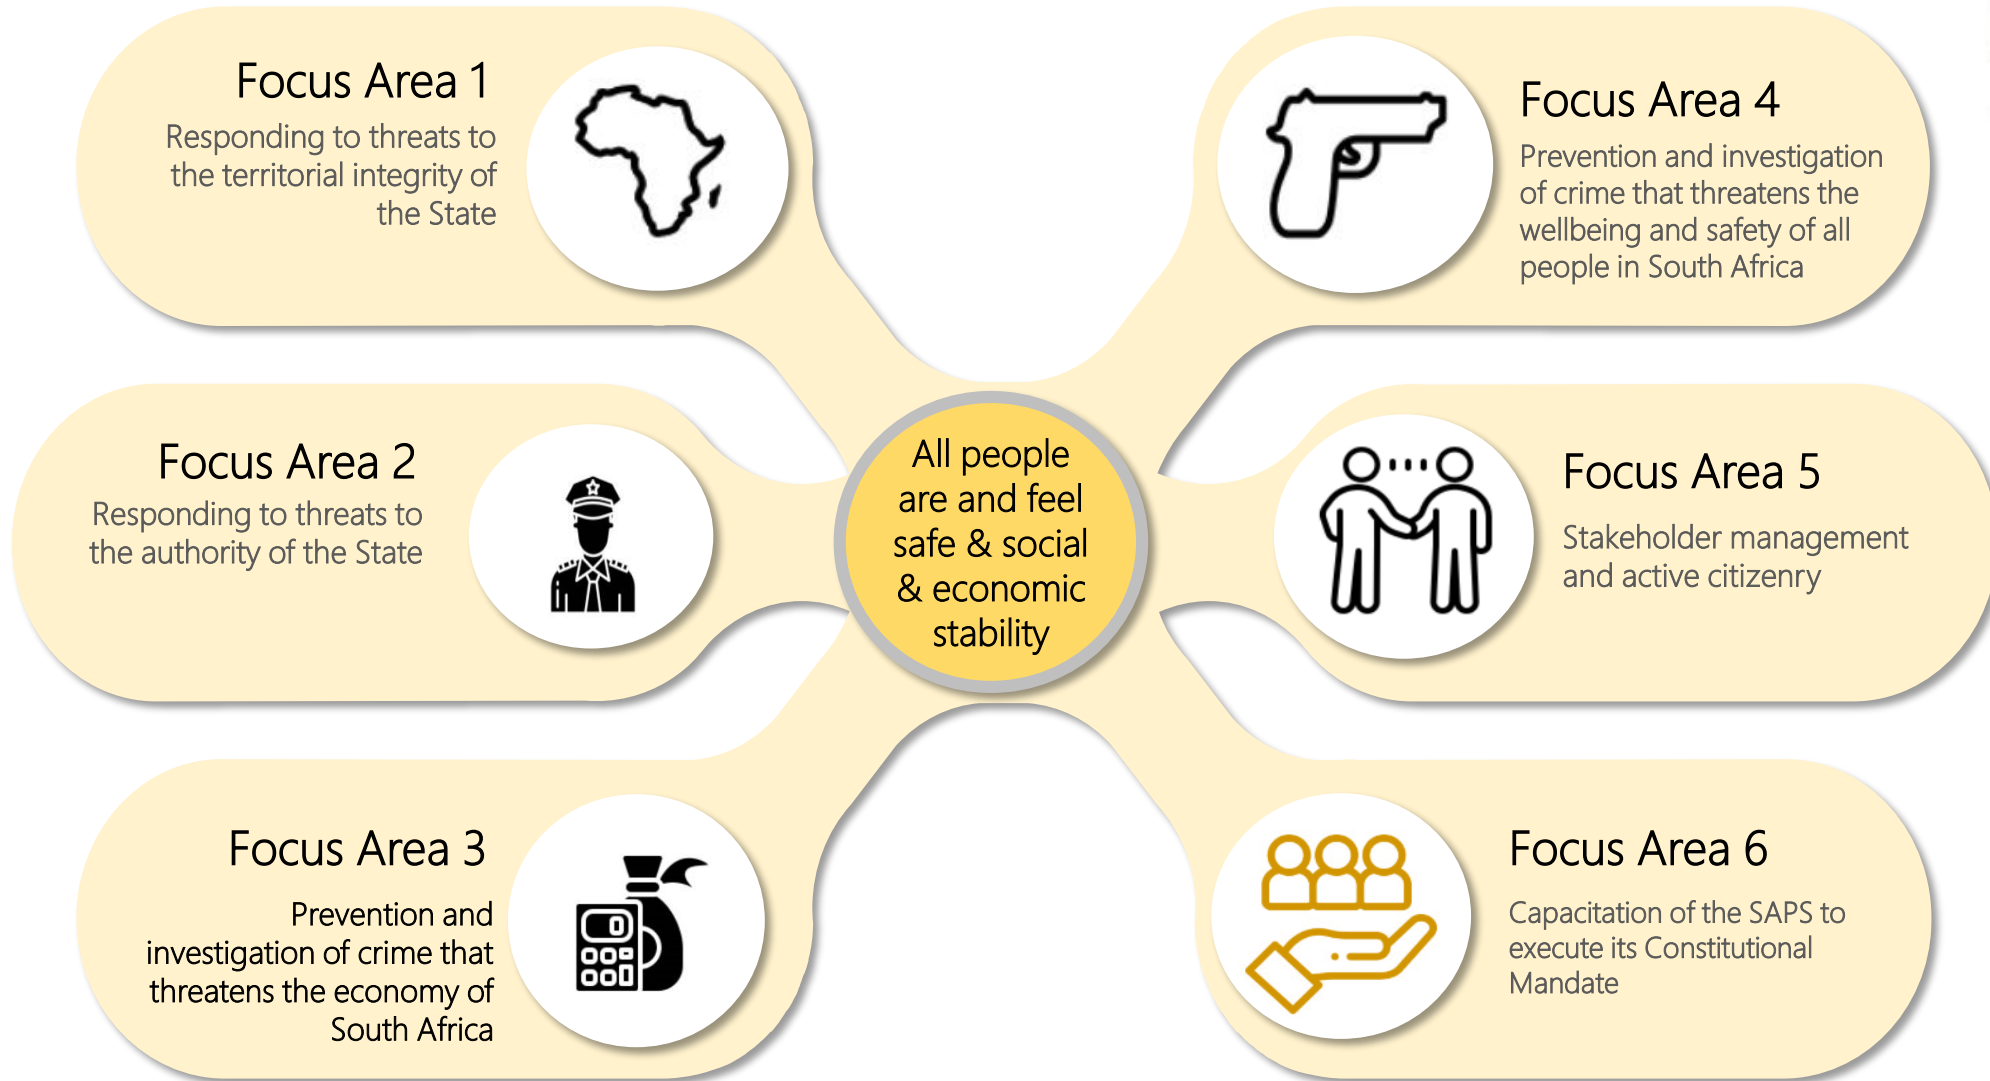 Focus Area 1
Responding to threats to
the territorial integrity of
the State
Focus Area 2
Responding to threats to
the authority of the State
Focus Area 3
Prevention and
investigation of crime that
threatens the economy of
South Africa
All people
are and feel
safe & social
& economic
stability
Focus Area 4
Prevention and investigation
of crime that threatens the
wellbeing and safety of all
people in South Africa
Focus Area 5
Stakeholder management
and active citizenry
Focus Area 6
Capacitation of the SAPS to
execute its Constitutional
Mandate